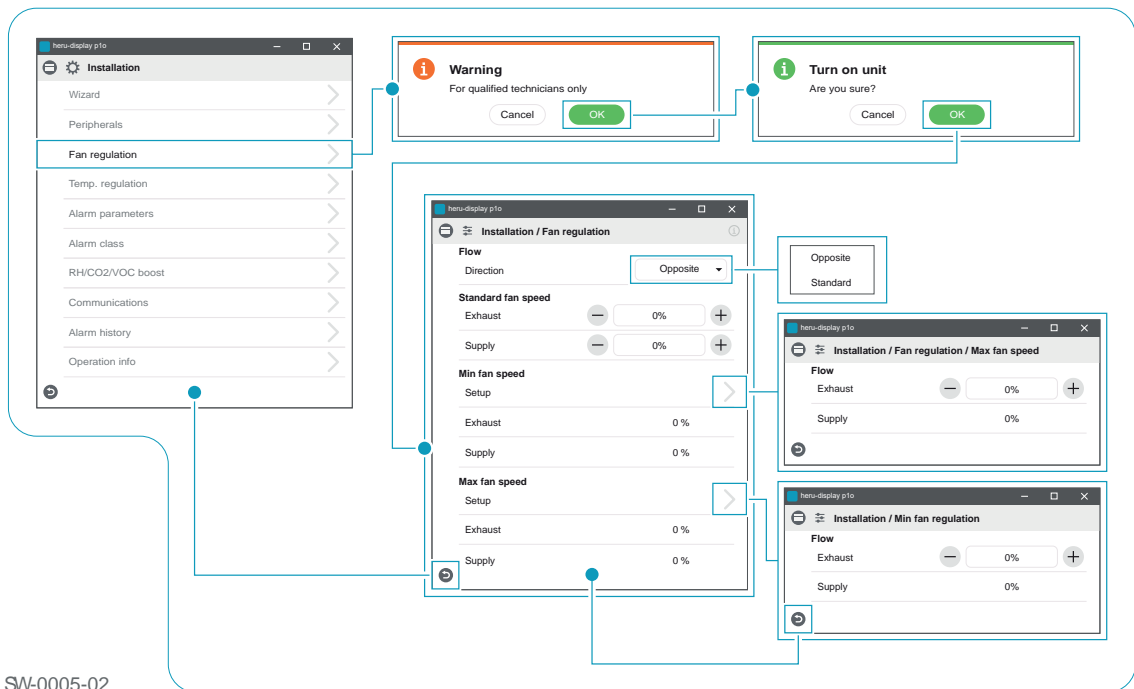 heru-display p1o
Installation
Wizard
Peripherals
Fan regulation
Temp. regulation
Alarm parameters
Alarm class
RH/CO2/VOC boost
Communications
Alarm history
Operation info
Warning
For qualified technicians only
Cancel
OK
Turn on unit
Are you sure?
Cancel
OK
heru-display p1o
Installation / Fan regulation
Flow
Direction Opposite
Standard fan speed
Exhaust 0%
Supply 0%
Min fan speed
Setup
Exhaust 0 %
Supply 0 %
Max fan speed
Setup
Exhaust 0 %
Supply 0 %
Opposite
Standard
heru-display p1o
Installation / Fan regulation / Max fan speed
Flow
Exhaust 0%
Supply 0%
heru-display p1o
Installation / Min fan regulation
Flow
Exhaust 0%
Supply 0%
SW-0005-02